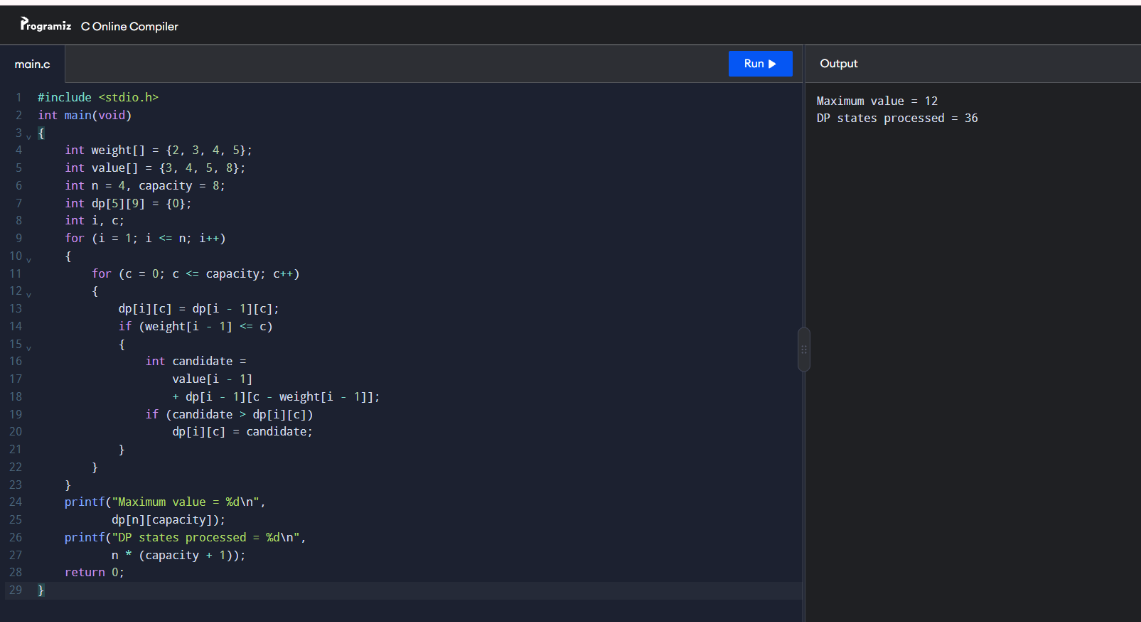 Programiz C Online Compiler
main.c
Run
Output
1 #include <stdio.h>
2 int main(void)
3 {
4     int weight[] = {2, 3, 4, 5};
5     int value[] = {3, 4, 5, 8};
6     int n = 4, capacity = 8;
7     int dp[5][9] = {0};
8     int i, c;
9     for (i = 1; i <= n; i++)
10     {
11         for (c = 0; c <= capacity; c++)
12         {
13             dp[i][c] = dp[i - 1][c];
14             if (weight[i - 1] <= c)
15             {
16                 int candidate =
17                     value[i - 1]
18                     + dp[i - 1][c - weight[i - 1]];
19                 if (candidate > dp[i][c])
20                     dp[i][c] = candidate;
21             }
22         }
23     }
24     printf("Maximum value = %d\n",
25            dp[n][capacity]);
26     printf("DP states processed = %d\n",
27            n * (capacity + 1));
28     return 0;
29 }
Maximum value = 12
DP states processed = 36